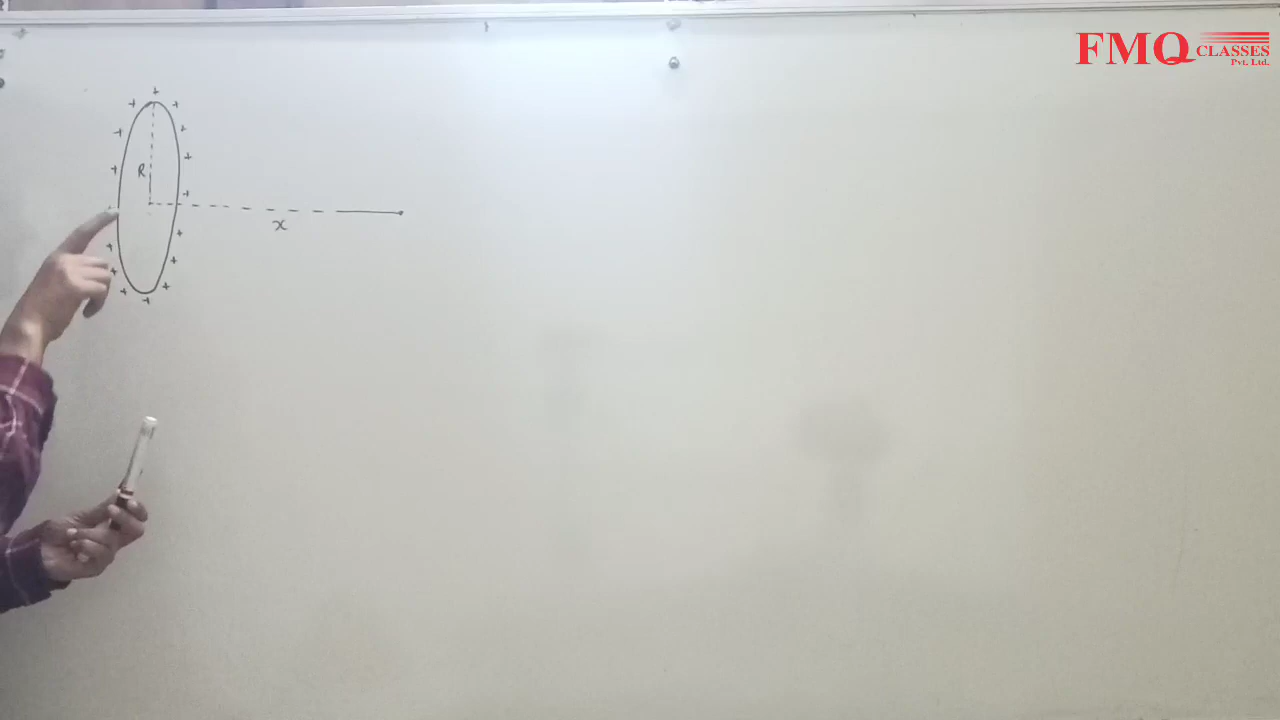 FMQ CLASSES
Pvt. Ltd.
+ + +
+ +
+ +
+ R
+
x
+ +
+ +
+ + +